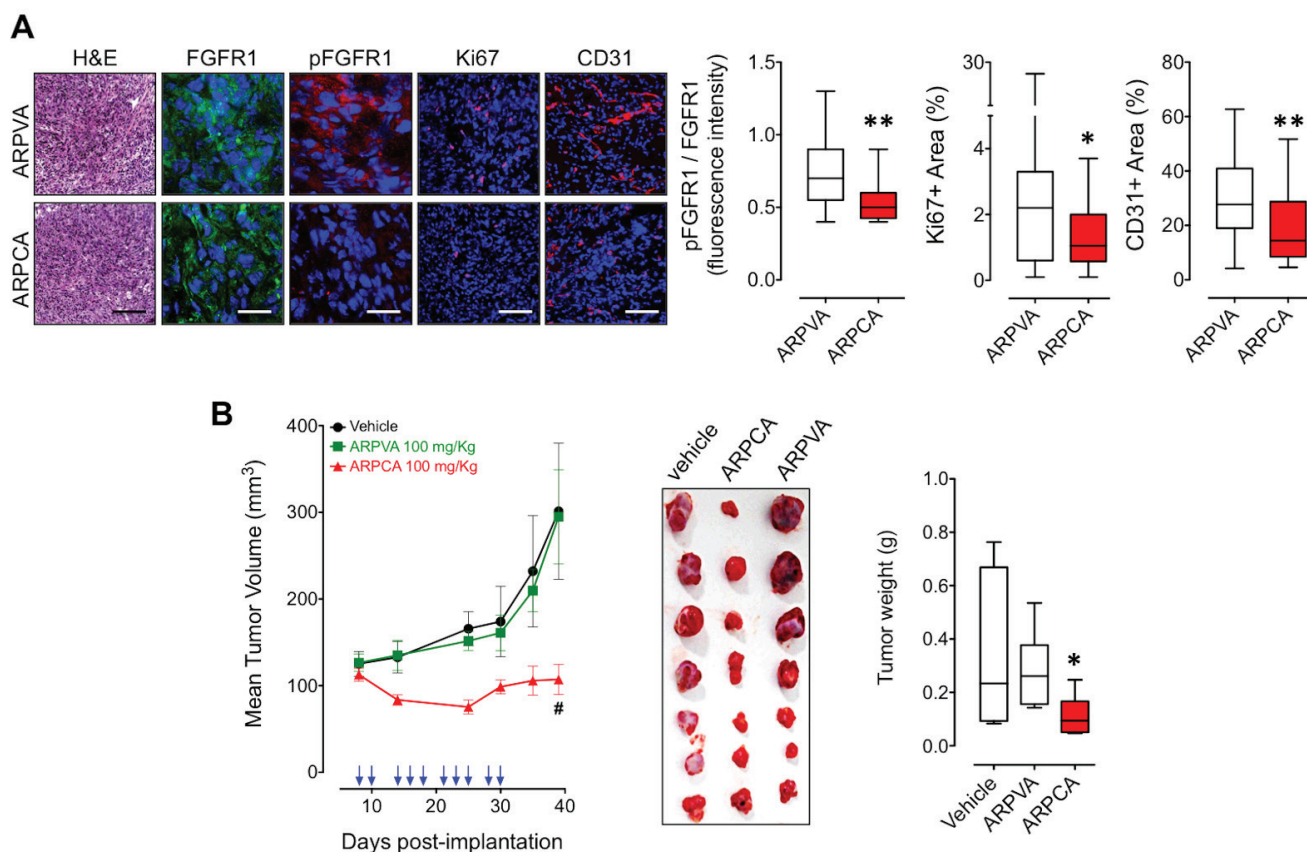 A
H&E
FGFR1
pFGFR1
Ki67
CD31
ARPVA
ARPCA
pFGFR1 / FGFR1
(fluorescence intensity)
1.5
1.0
0.5
0.0
**
ARPVA
ARPCA
Ki67+ Area (%)
30
4
2
0
*
ARPVA
ARPCA
CD31+ Area (%)
80
60
40
20
0
**
ARPVA
ARPCA
B
Mean Tumor Volume (mm³)
400
300
200
100
0
Vehicle
ARPVA 100 mg/Kg
ARPCA 100 mg/Kg
#
10
20
30
40
Days post-implantation
vehicle
ARPCA
ARPVA
Tumor weight (g)
1.0
0.8
0.6
0.4
0.2
0.0
*
Vehicle
ARPVA
ARPCA